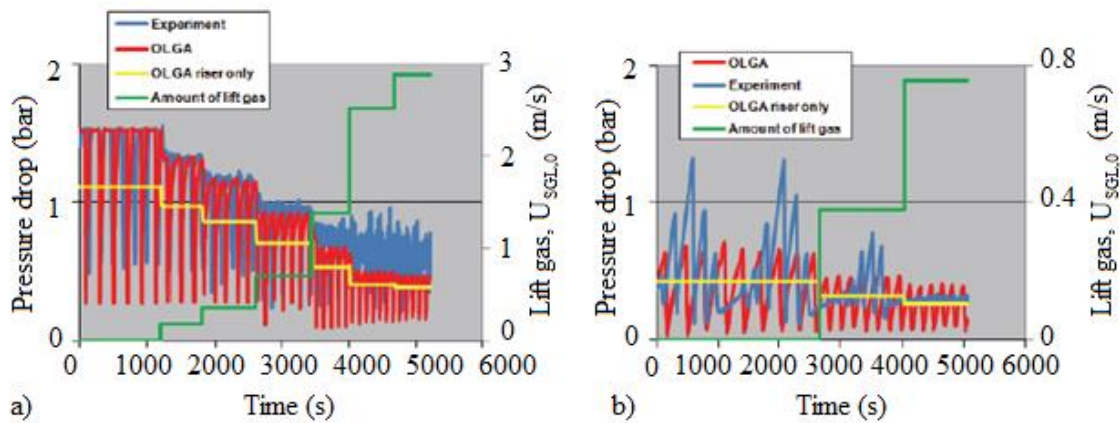 Experiment
OLGA
OLGA riser only
Amount of lift gas
2
1
0
Pressure drop (bar)
3
2
1
0
Lift gas, U_SGL,0 (m/s)
0 1000 2000 3000 4000 5000 6000
Time (s)
a)
OLGA
Experiment
OLGA riser only
Amount of lift gas
2
1
0
Pressure drop (bar)
0.8
0.4
0
Lift gas, U_SGL,0 (m/s)
0 1000 2000 3000 4000 5000 6000
Time (s)
b)